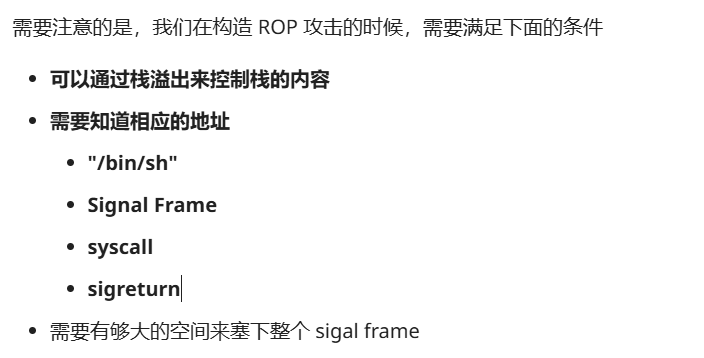 需要注意的是，我们在构造 ROP 攻击的时候，需要满足下面的条件
• 可以通过栈溢出来控制栈的内容
• 需要知道相应的地址
• "/bin/sh"
• Signal Frame
• syscall
• sigreturn
• 需要有够大的空间来塞下整个 sigal frame